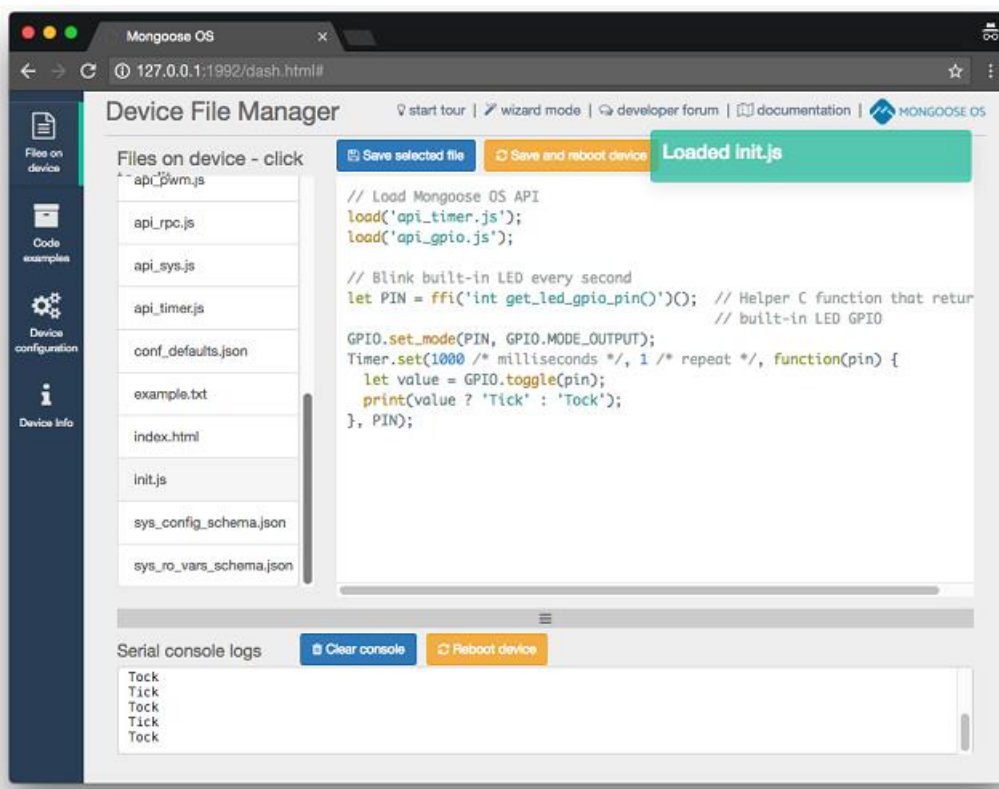 Mongoose OS
127.0.0.1:1992/dash.html#
Files on
device
Code
examples
Device
configuration
Device Info
Device File Manager
start tour | wizard mode | developer forum | documentation | MONGOOSE OS
Files on device - click
api_pwm.js
api_rpc.js
api_sys.js
api_timer.js
conf_defaults.json
example.txt
index.html
init.js
sys_config_schema.json
sys_ro_vars_schema.json
Save selected file
Save and reboot device
Loaded init.js
// Load Mongoose OS API
load('api_timer.js');
load('api_gpio.js');
// Blink built-in LED every second
let PIN = ffi('int get_led_gpio_pin()')();  // Helper C function that retur
// built-in LED GPIO
GPIO.set_mode(PIN, GPIO.MODE_OUTPUT);
Timer.set(1000 /* milliseconds */, 1 /* repeat */, function(pin) {
let value = GPIO.toggle(pin);
print(value ? 'Tick' : 'Tock');
}, PIN);
Serial console logs
Clear console
Reboot device
Tock
Tick
Tock
Tick
Tock